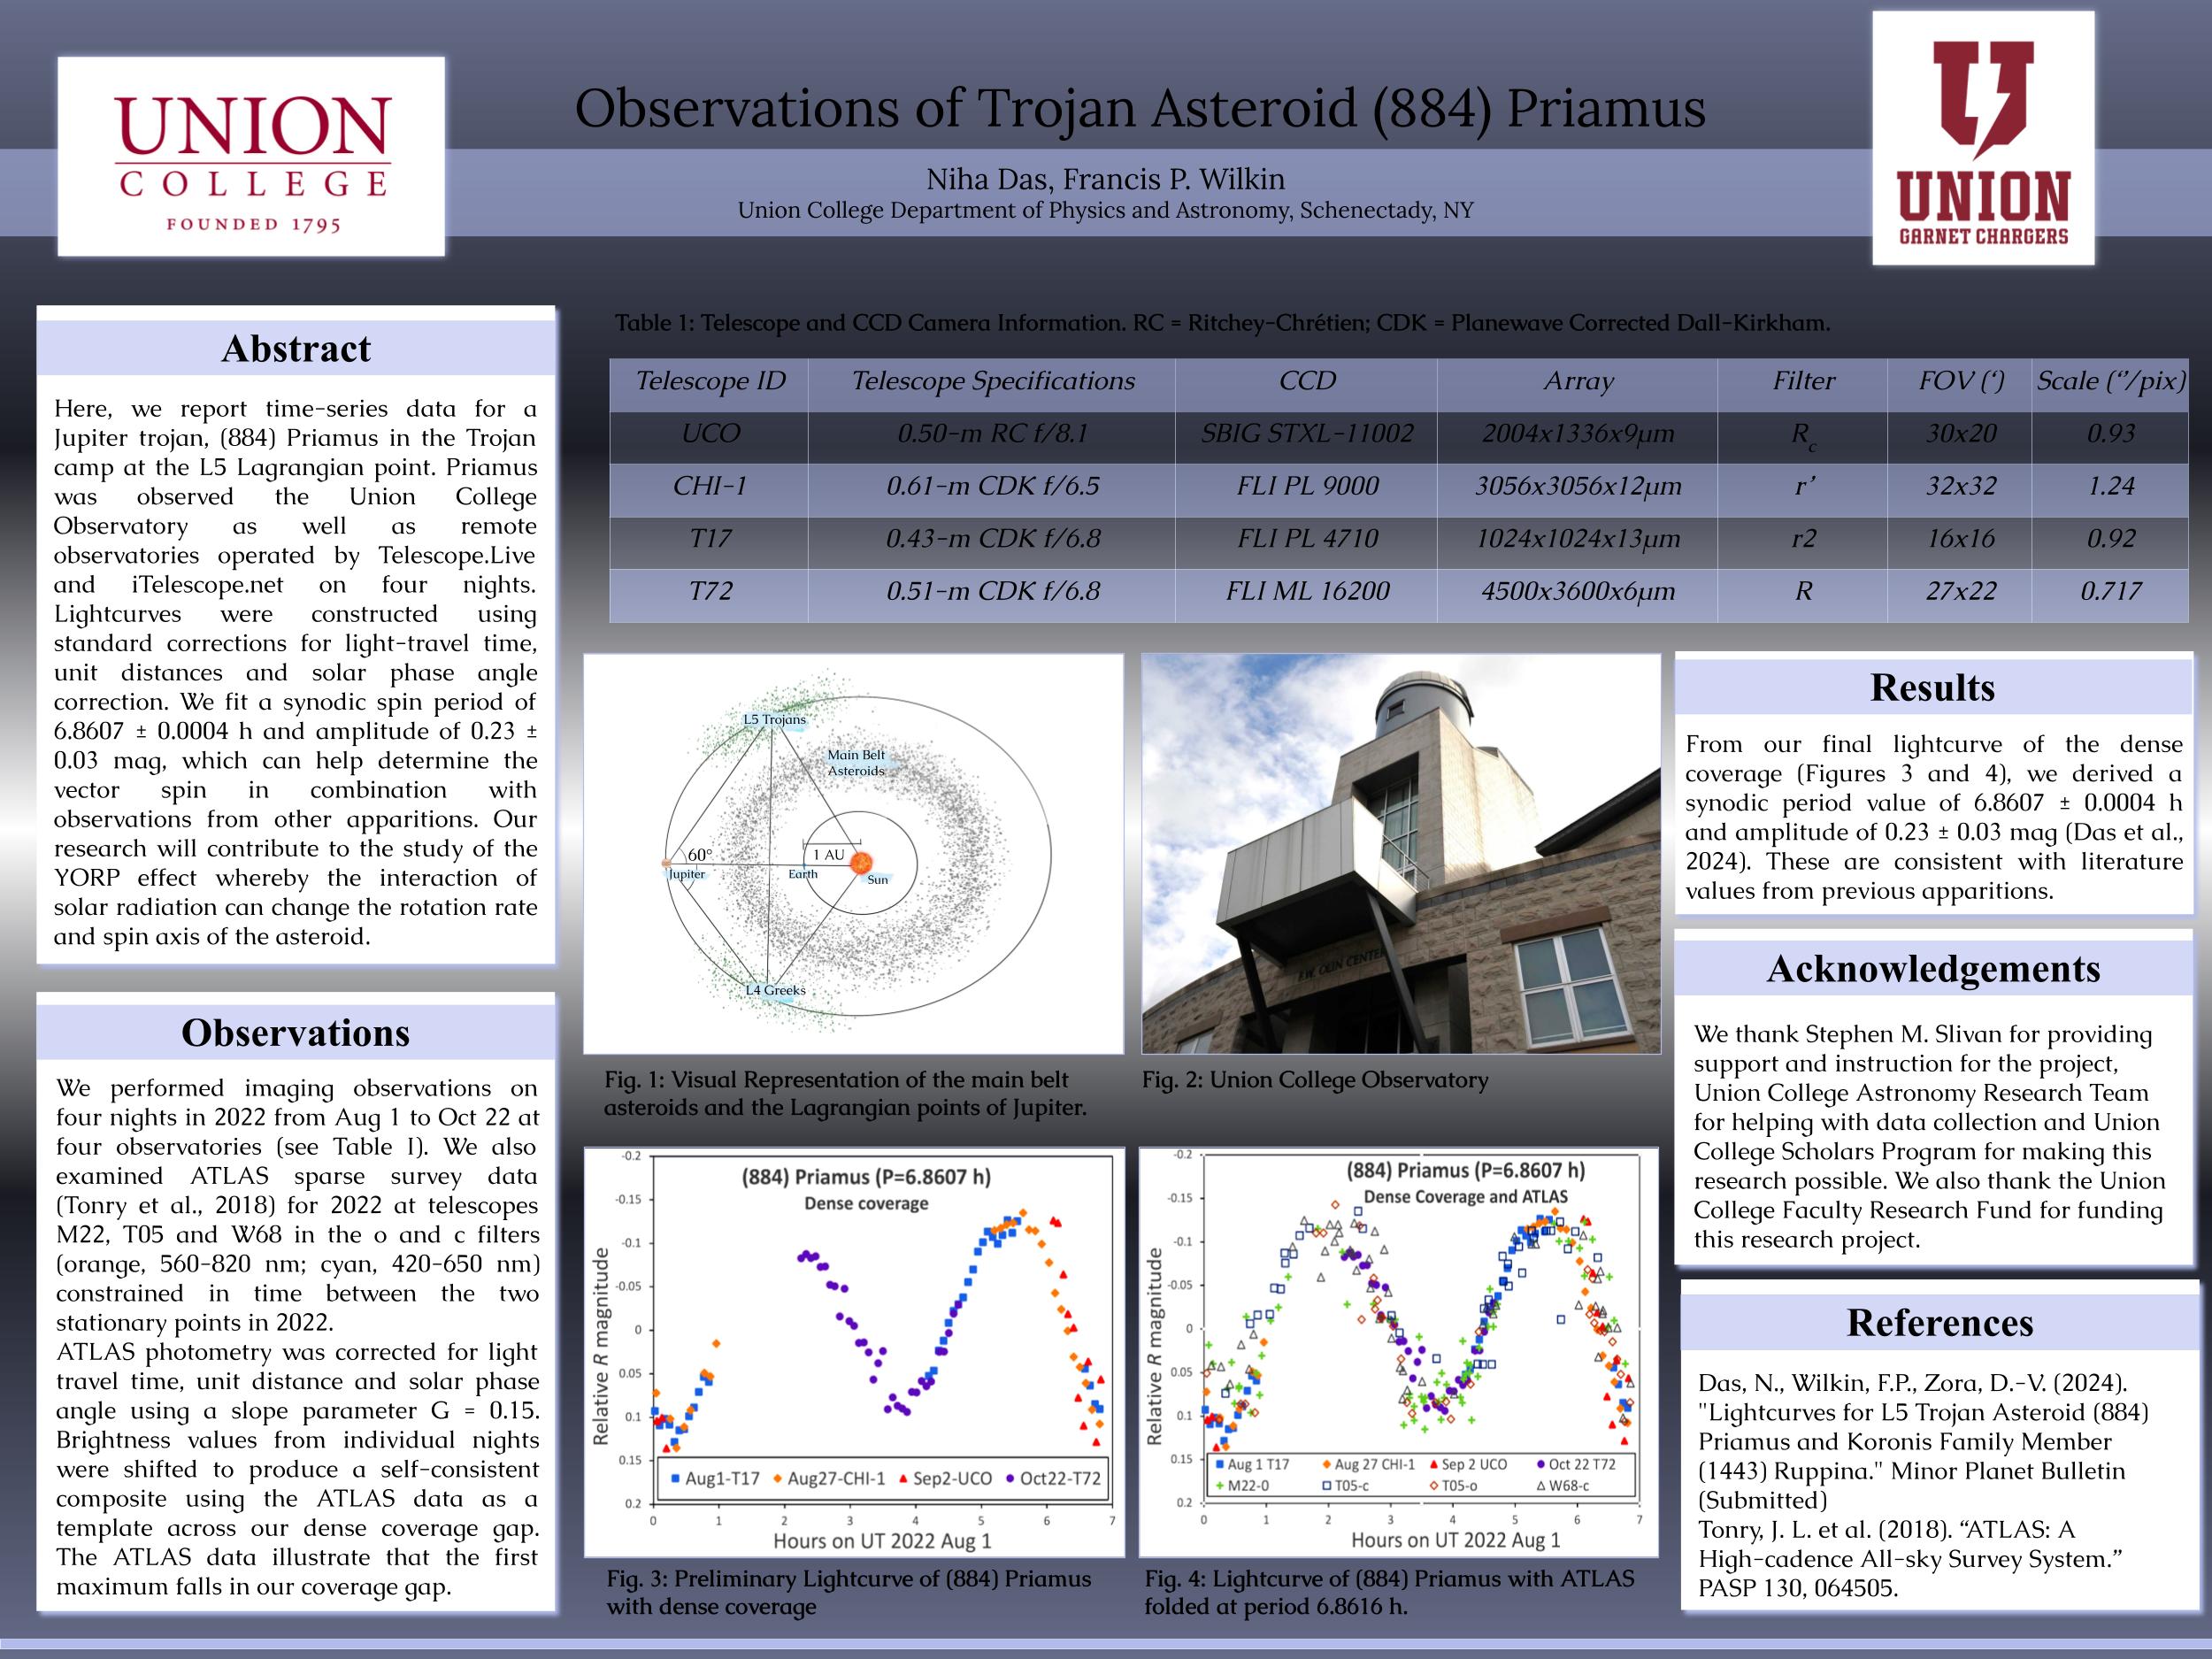 UNION
COLLEGE
FOUNDED 1795
Observations of Trojan Asteroid (884) Priamus
Niha Das, Francis P. Wilkin
Union College Department of Physics and Astronomy, Schenectady, NY
UNION
GARNET CHARGERS
Abstract
Here, we report time-series data for a
Jupiter trojan, (884) Priamus in the Trojan
camp at the L5 Lagrangian point. Priamus
was observed the Union College
Observatory as well as remote
observatories operated by Telescope.Live
and iTelescope.net on four nights.
Lightcurves were constructed using
standard corrections for light-travel time,
unit distances and solar phase angle
correction. We fit a synodic spin period of
6.8607 ± 0.0004 h and amplitude of 0.23 ±
0.03 mag, which can help determine the
vector spin in combination with
observations from other apparitions. Our
research will contribute to the study of the
YORP effect whereby the interaction of
solar radiation can change the rotation rate
and spin axis of the asteroid.
Observations
We performed imaging observations on
four nights in 2022 from Aug 1 to Oct 22 at
four observatories (see Table I). We also
examined ATLAS sparse survey data
(Tonry et al., 2018) for 2022 at telescopes
M22, T05 and W68 in the o and c filters
(orange, 560-820 nm; cyan, 420-650 nm)
constrained in time between the two
stationary points in 2022.
ATLAS photometry was corrected for light
travel time, unit distance and solar phase
angle using a slope parameter G = 0.15.
Brightness values from individual nights
were shifted to produce a self-consistent
composite using the ATLAS data as a
template across our dense coverage gap.
The ATLAS data illustrate that the first
maximum falls in our coverage gap.
Table 1: Telescope and CCD Camera Information. RC = Ritchey-Chrétien; CDK = Planewave Corrected Dall-Kirkham.
Telescope ID Telescope Specifications CCD Array Filter FOV (‘) Scale (‘’/pix)
UCO 0.50-m RC f/8.1 SBIG STXL-11002 2004x1336x9µm Rc 30x20 0.93
CHI-1 0.61-m CDK f/6.5 FLI PL 9000 3056x3056x12µm r’ 32x32 1.24
T17 0.43-m CDK f/6.8 FLI PL 4710 1024x1024x13µm r2 16x16 0.92
T72 0.51-m CDK f/6.8 FLI ML 16200 4500x3600x6µm R 27x22 0.717
L5 Trojans
Main Belt
Asteroids
60°
1 AU
Jupiter
Earth
Sun
L4 Greeks
Fig. 1: Visual Representation of the main belt
asteroids and the Lagrangian points of Jupiter.
F.W. OLIN CENTER
Fig. 2: Union College Observatory
(884) Priamus (P=6.8607 h)
Dense coverage
Relative R magnitude
-0.2
-0.15
-0.1
-0.05
0
0.05
0.1
0.15
0.2
Aug1-T17 Aug27-CHI-1 Sep2-UCO Oct22-T72
0 1 2 3 4 5 6 7
Hours on UT 2022 Aug 1
Fig. 3: Preliminary Lightcurve of (884) Priamus
with dense coverage
(884) Priamus (P=6.8607 h)
Dense Coverage and ATLAS
Relative R magnitude
-0.2
-0.15
-0.1
-0.05
0
0.05
0.1
0.15
0.2
Aug 1 T17 Aug 27 CHI-1 Sep 2 UCO Oct 22 T72
M22-0 T05-c T05-o W68-c
0 1 2 3 4 5 6 7
Hours on UT 2022 Aug 1
Fig. 4: Lightcurve of (884) Priamus with ATLAS
folded at period 6.8616 h.
Results
From our final lightcurve of the dense
coverage (Figures 3 and 4), we derived a
synodic period value of 6.8607 ± 0.0004 h
and amplitude of 0.23 ± 0.03 mag (Das et al.,
2024). These are consistent with literature
values from previous apparitions.
Acknowledgements
We thank Stephen M. Slivan for providing
support and instruction for the project,
Union College Astronomy Research Team
for helping with data collection and Union
College Scholars Program for making this
research possible. We also thank the Union
College Faculty Research Fund for funding
this research project.
References
Das, N., Wilkin, F.P., Zora, D.-V. (2024).
"Lightcurves for L5 Trojan Asteroid (884)
Priamus and Koronis Family Member
(1443) Ruppina." Minor Planet Bulletin
(Submitted)
Tonry, J. L. et al. (2018). “ATLAS: A
High-cadence All-sky Survey System.”
PASP 130, 064505.